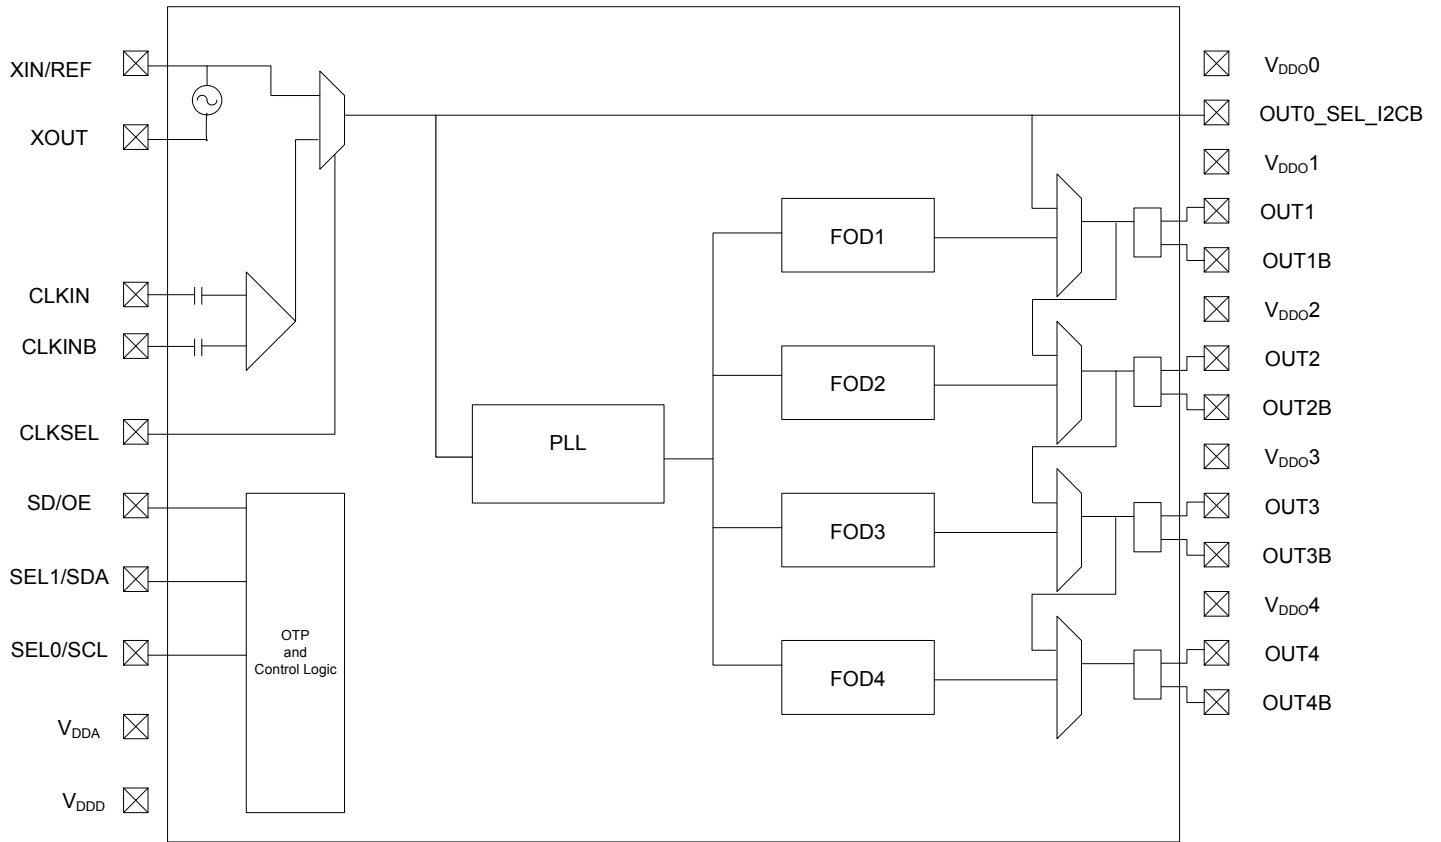 XIN/REF
XOUT
CLKIN
CLKINB
CLKSEL
SD/OE
SEL1/SDA
SEL0/SCL
VDDA
VDDD
OTP
and
Control Logic
PLL
FOD1
FOD2
FOD3
FOD4
VDDO0
OUT0_SEL_I2CB
VDDO1
OUT1
OUT1B
VDDO2
OUT2
OUT2B
VDDO3
OUT3
OUT3B
VDDO4
OUT4
OUT4B